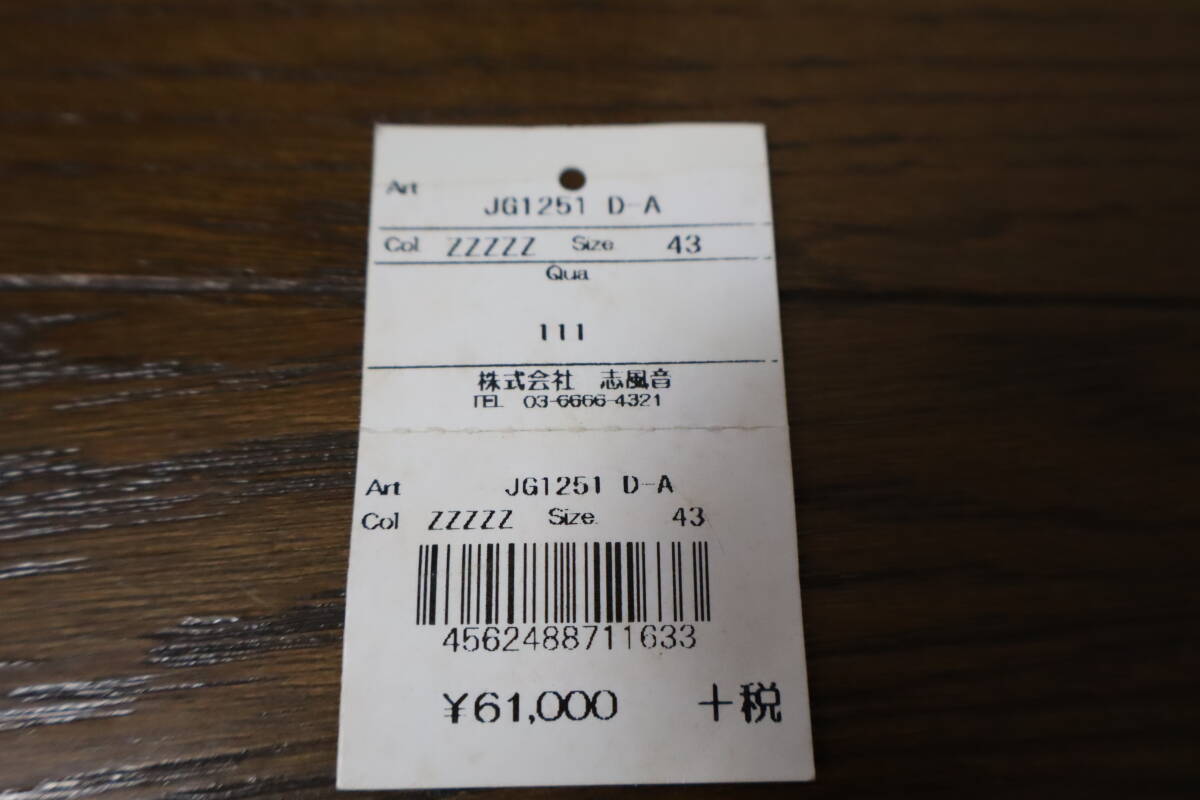 Art JG1251 D-A
Col ZZZZZ Size 43
Qua
111
株式会社 志風音
TEL 03-6666-4321
Art JG1251 D-A
Col ZZZZZ Size 43
4562488711633
¥61,000 +税